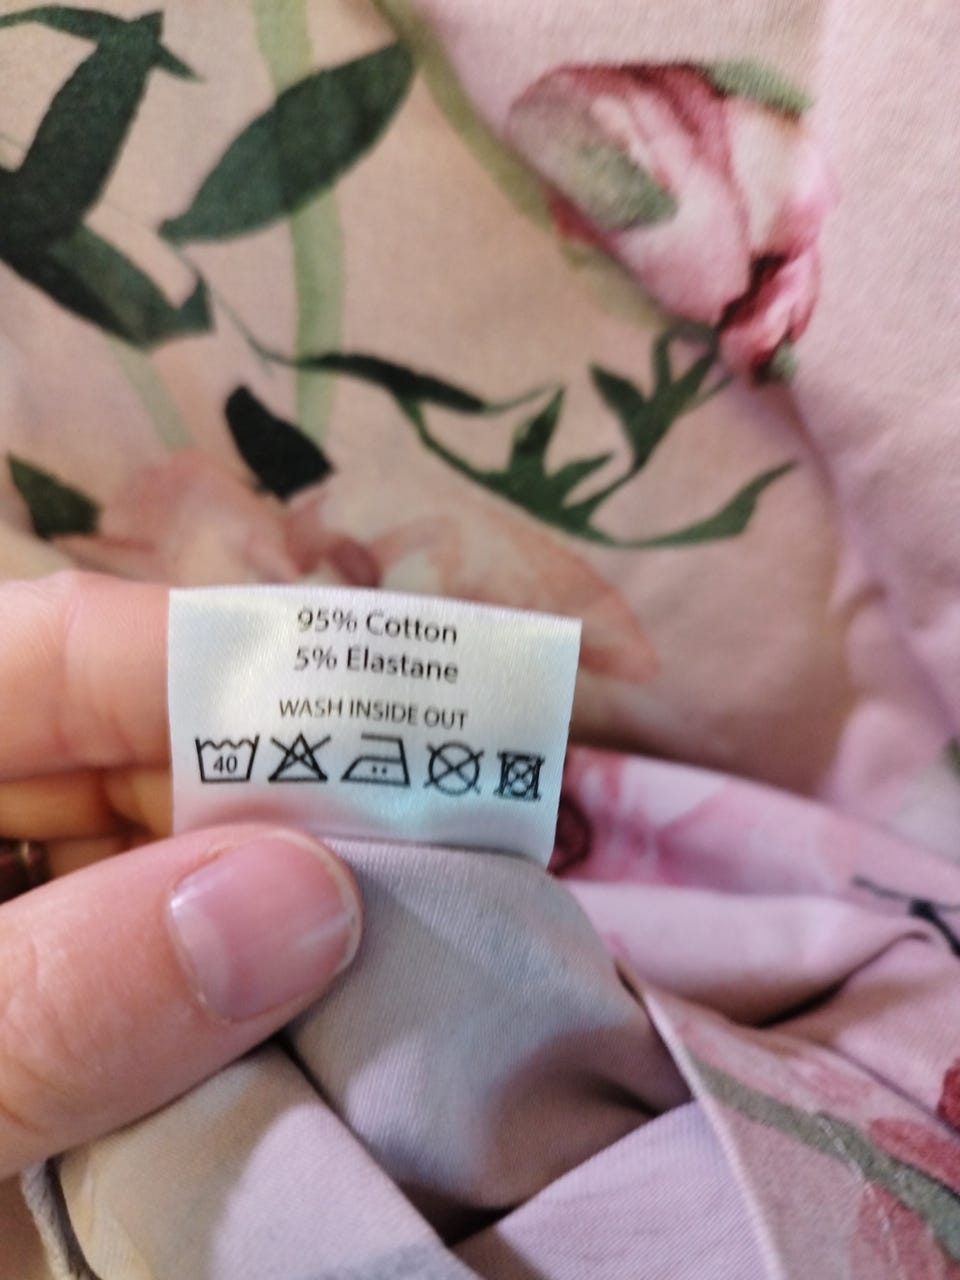 95% Cotton
5% Elastane
WASH INSIDE OUT
40